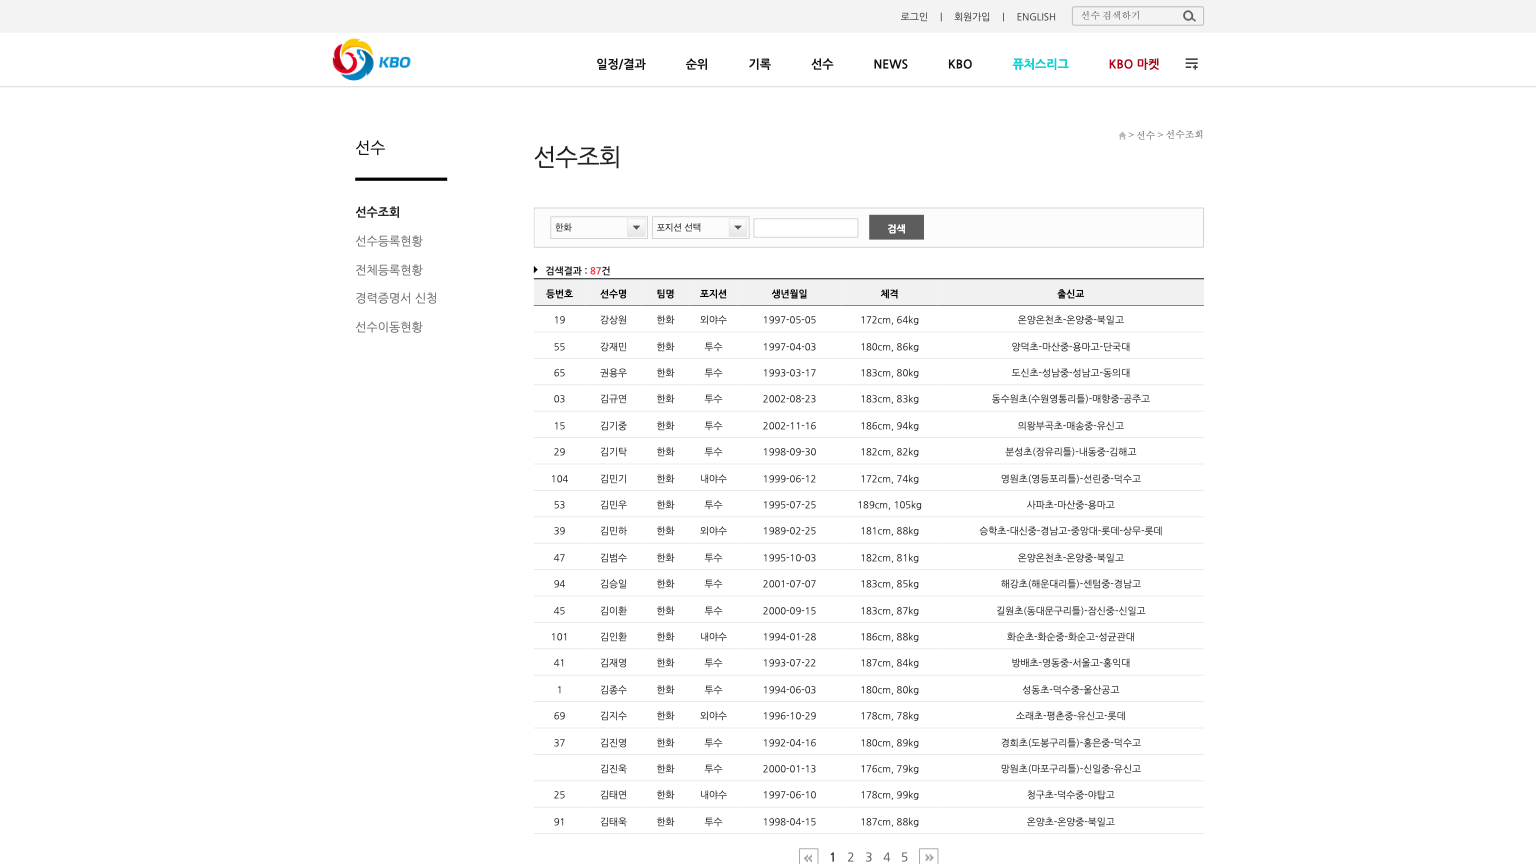 로그인 | 회원가입 | ENGLISH 선수 검색하기
KBO 일정/결과 순위 기록 선수 NEWS KBO 퓨처스리그 KBO 마켓
> 선수 > 선수조회
선수
선수조회
선수등록현황
전체등록현황
경력증명서 신청
선수이동현황
선수조회
한화 포지션 선택 검색
검색결과 : 87건
등번호 선수명 팀명 포지션 생년월일 체격 출신교
19 강상원 한화 외야수 1997-05-05 172cm, 64kg 온양온천초-온양중-북일고
55 강재민 한화 투수 1997-04-03 180cm, 86kg 양덕초-마산중-용마고-단국대
65 권용우 한화 투수 1993-03-17 183cm, 80kg 도신초-성남중-성남고-동의대
03 김규연 한화 투수 2002-08-23 183cm, 83kg 동수원초(수원영통리틀)-매향중-공주고
15 김기중 한화 투수 2002-11-16 186cm, 94kg 의왕부곡초-매송중-유신고
29 김기탁 한화 투수 1998-09-30 182cm, 82kg 분성초(장유리틀)-내동중-김해고
104 김민기 한화 내야수 1999-06-12 172cm, 74kg 영원초(영등포리틀)-선린중-덕수고
53 김민우 한화 투수 1995-07-25 189cm, 105kg 사파초-마산중-용마고
39 김민하 한화 외야수 1989-02-25 181cm, 88kg 승학초-대신중-경남고-중앙대-롯데-상무-롯데
47 김범수 한화 투수 1995-10-03 182cm, 81kg 온양온천초-온양중-북일고
94 김승일 한화 투수 2001-07-07 183cm, 85kg 해강초(해운대리틀)-센텀중-경남고
45 김이환 한화 투수 2000-09-15 183cm, 87kg 길원초(동대문구리틀)-잠신중-신일고
101 김인환 한화 내야수 1994-01-28 186cm, 88kg 화순초-화순중-화순고-성균관대
41 김재영 한화 투수 1993-07-22 187cm, 84kg 방배초-영동중-서울고-홍익대
1 김종수 한화 투수 1994-06-03 180cm, 80kg 성동초-덕수중-울산공고
69 김지수 한화 외야수 1996-10-29 178cm, 78kg 소래초-평촌중-유신고-롯데
37 김진영 한화 투수 1992-04-16 180cm, 89kg 경희초(도봉구리틀)-홍은중-덕수고
김진욱 한화 투수 2000-01-13 176cm, 79kg 망원초(마포구리틀)-신일중-유신고
25 김태연 한화 내야수 1997-06-10 178cm, 99kg 청구초-덕수중-야탑고
91 김태욱 한화 투수 1998-04-15 187cm, 88kg 온양초-온양중-북일고
1 2 3 4 5